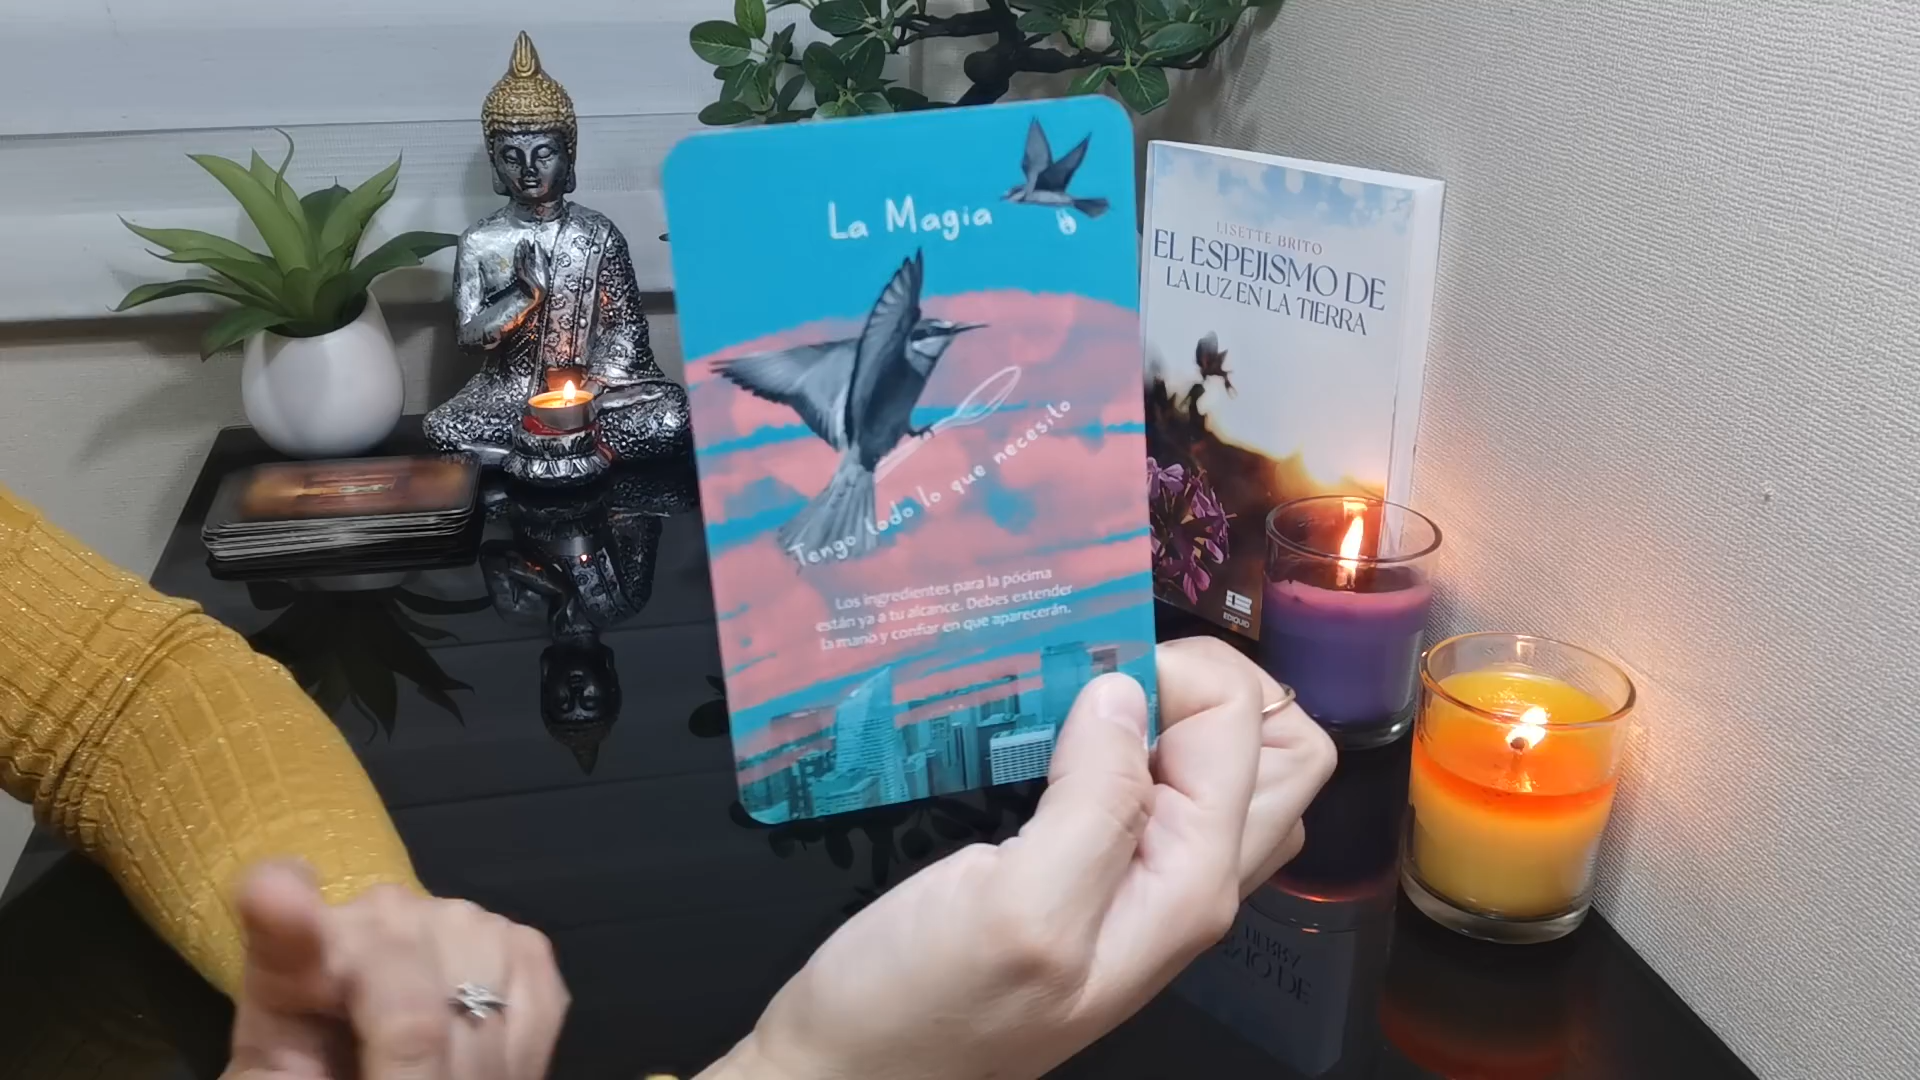 La Magia
Tengo todo lo que necesito
Los ingredientes para la pócima
están ya a tu alcance. Debes extender
la mano y confiar en que aparecerán.
LISETTE BRITO
EL ESPEJISMO DE
LA LUZ EN LA TIERRA
EDIQUID